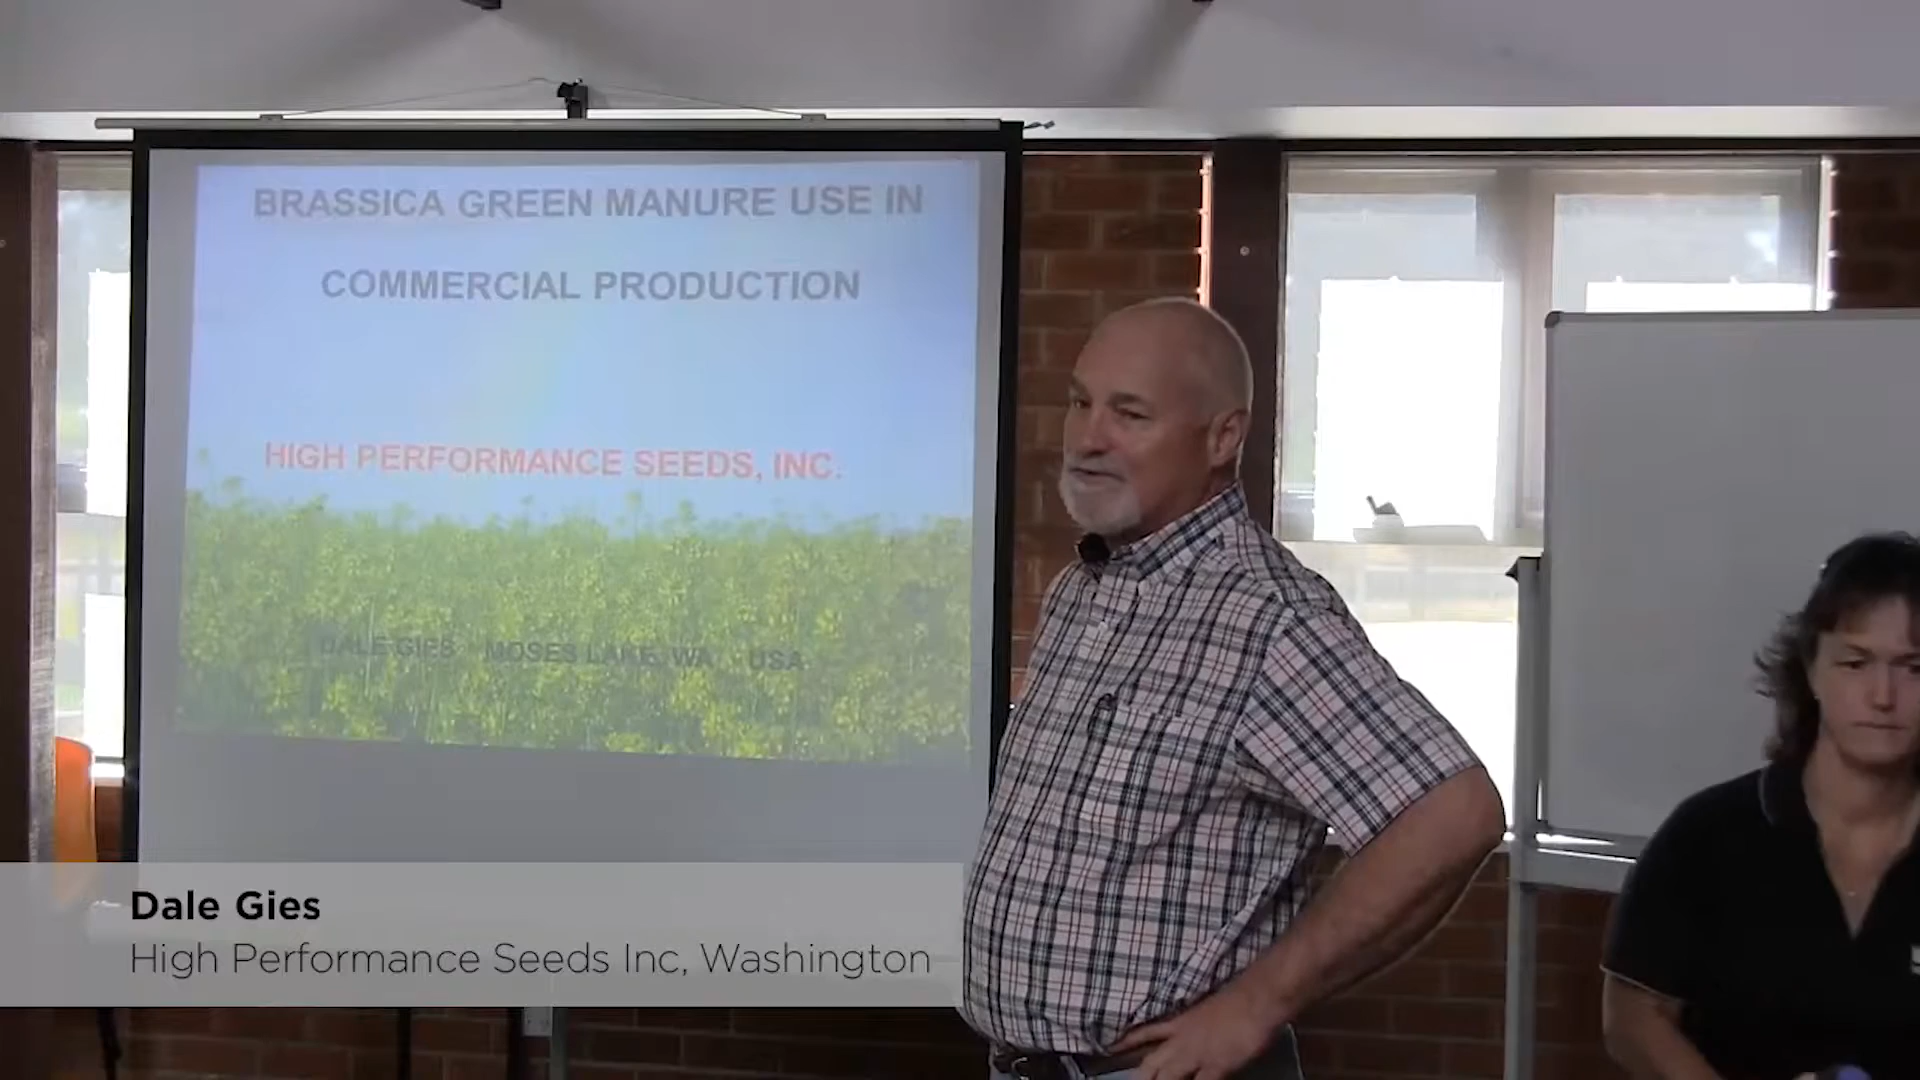 BRASSICA GREEN MANURE USE IN
COMMERCIAL PRODUCTION
HIGH PERFORMANCE SEEDS, INC.
DALE GIES MOSES LAKE, WA USA
Dale Gies
High Performance Seeds Inc, Washington